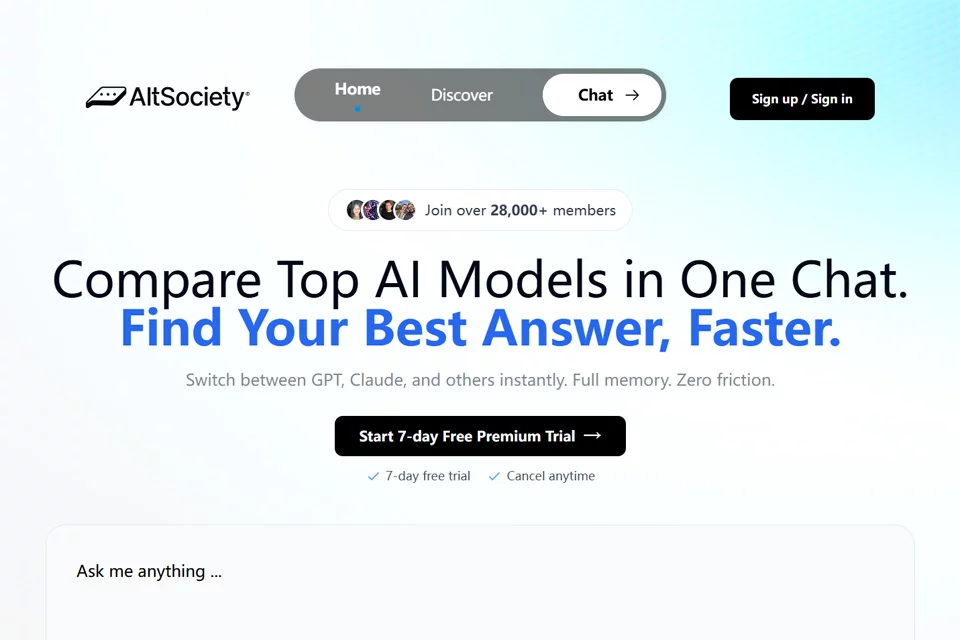 AltSociety®
Home
Discover
Chat →
Sign up / Sign in
Join over 28,000+ members
Compare Top AI Models in One Chat.
Find Your Best Answer, Faster.
Switch between GPT, Claude, and others instantly. Full memory. Zero friction.
Start 7-day Free Premium Trial →
✓ 7-day free trial ✓ Cancel anytime
Ask me anything ...